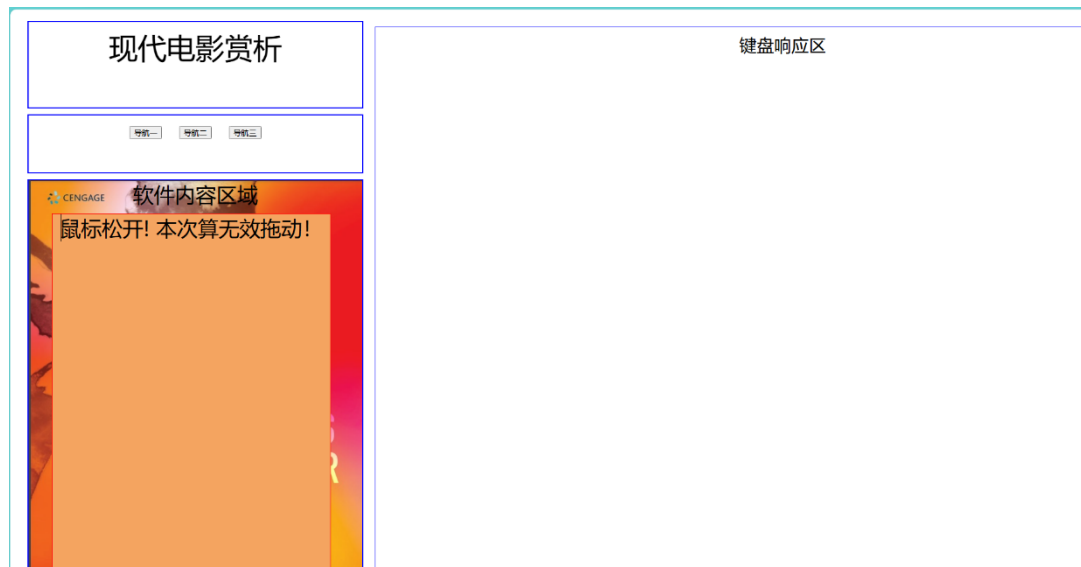 现代电影赏析
导航一 导航二 导航三
CENGAGE 软件内容区域
鼠标松开! 本次算无效拖动!
S
R
键盘响应区